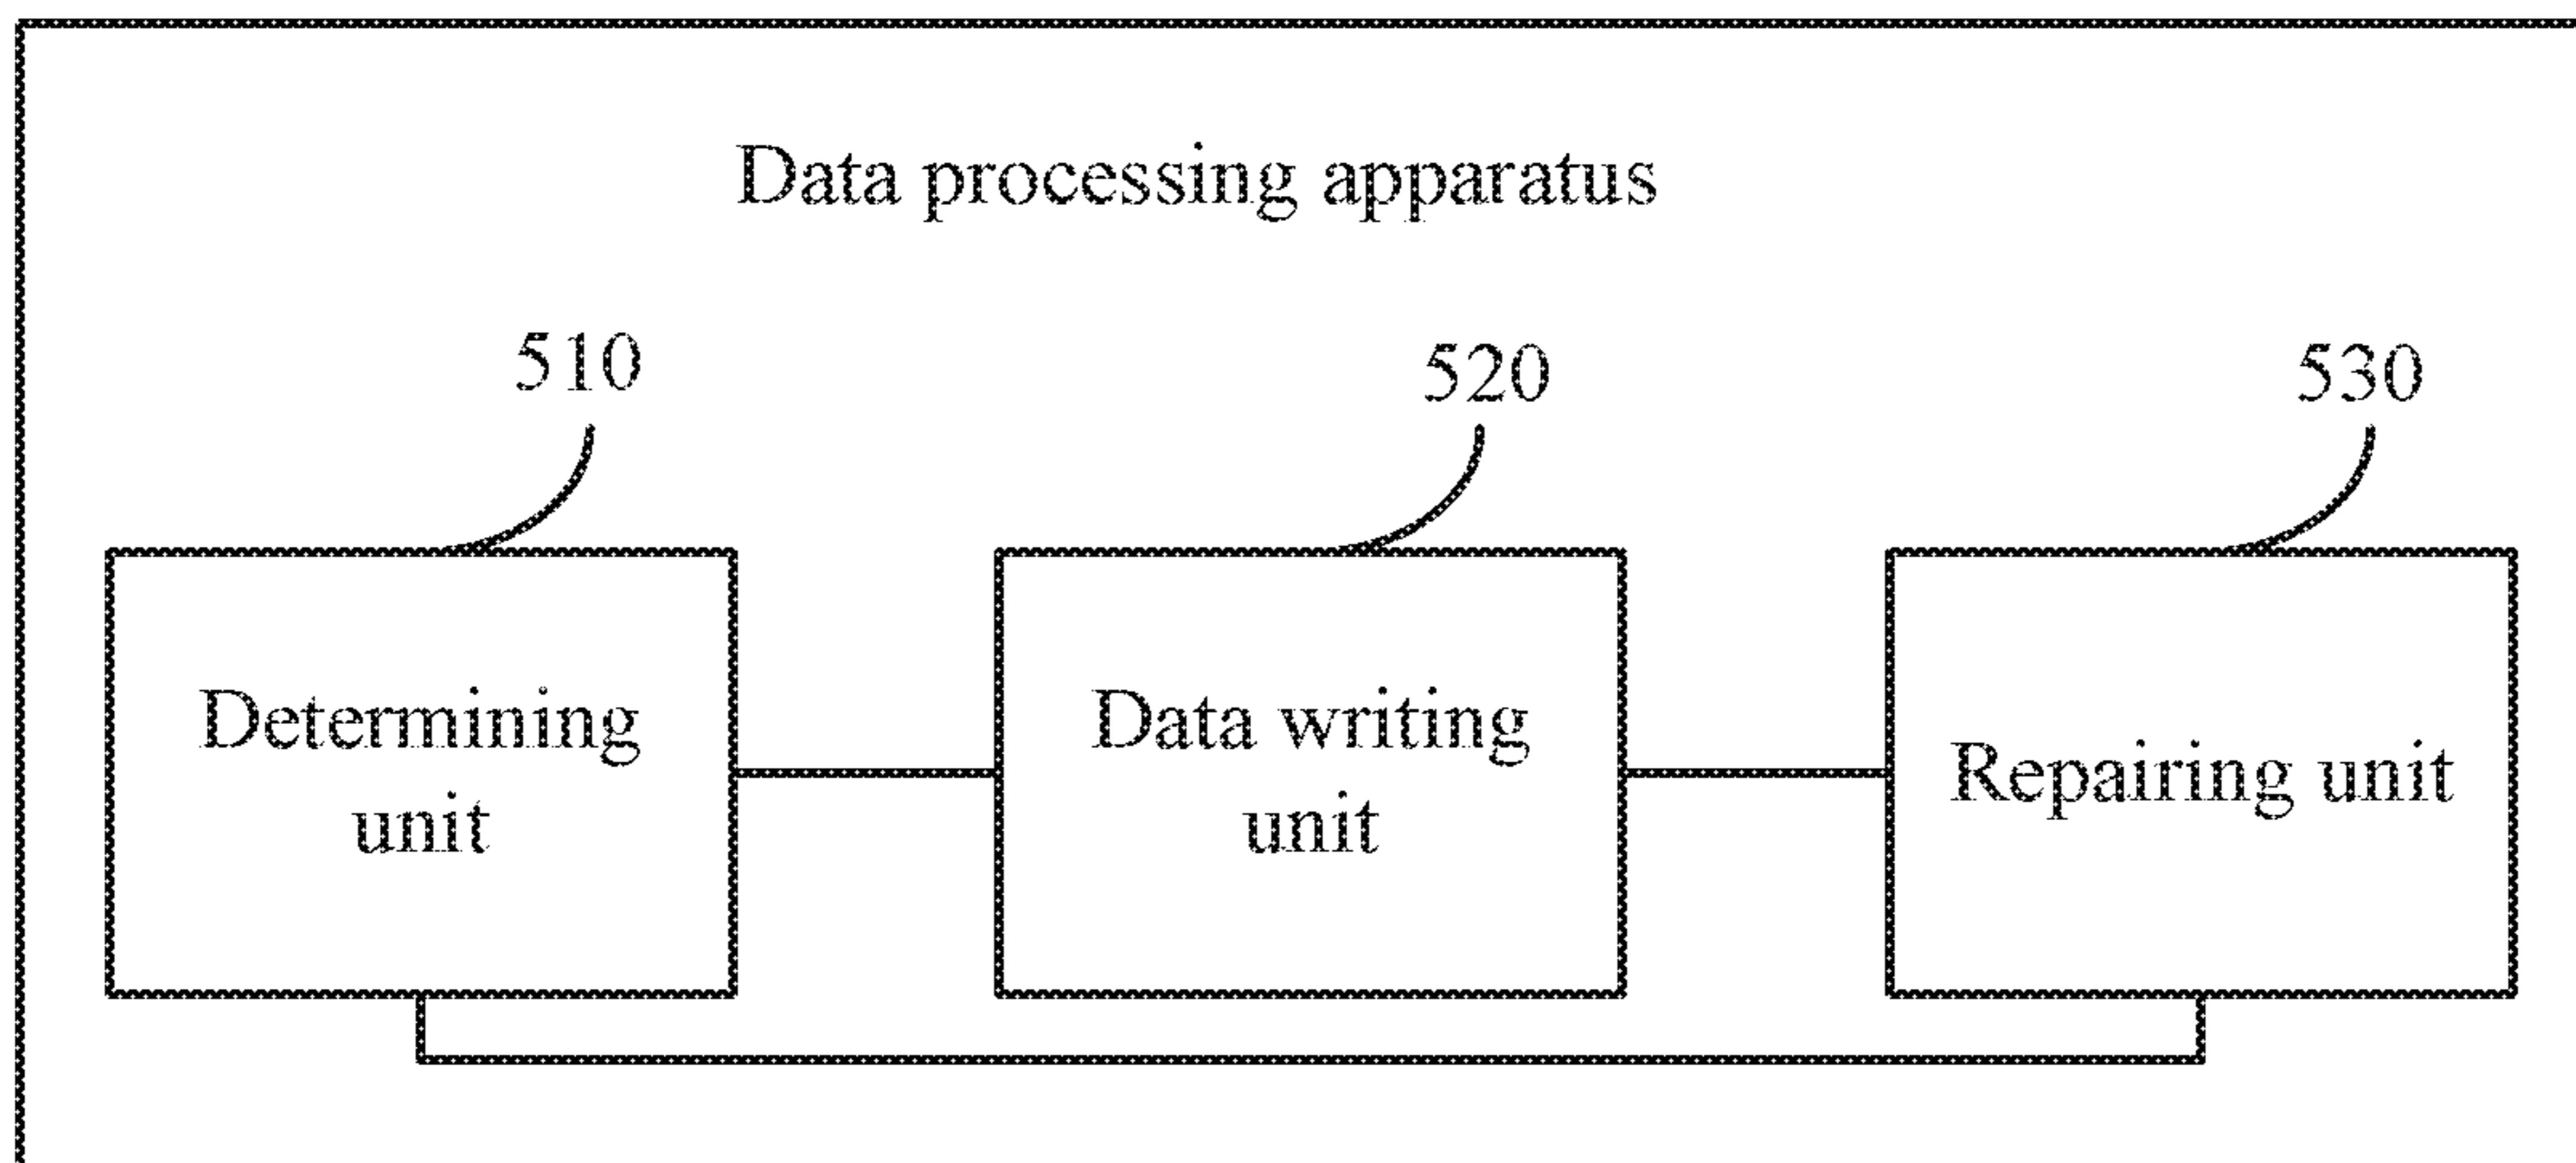 Data processing apparatus
510
520
530
Determining
unit
Data writing
unit
Repairing unit